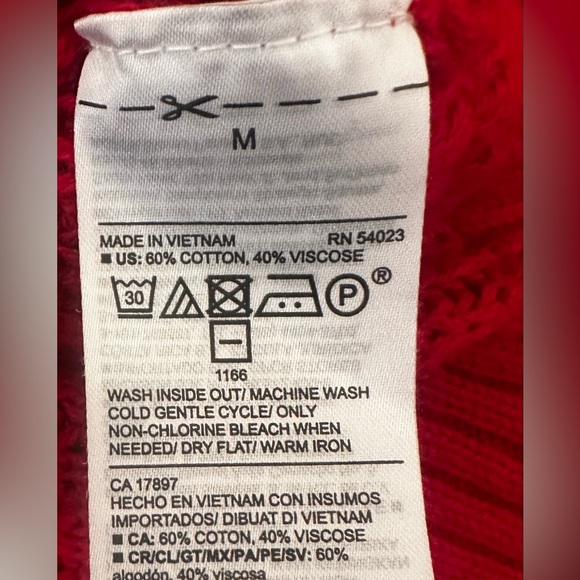 M
MADE IN VIETNAM RN 54023
■ US: 60% COTTON, 40% VISCOSE
30 P ®
1166
WASH INSIDE OUT/ MACHINE WASH
COLD GENTLE CYCLE/ ONLY
NON-CHLORINE BLEACH WHEN
NEEDED/ DRY FLAT/ WARM IRON
CA 17897
HECHO EN VIETNAM CON INSUMOS
IMPORTADOS/ DIBUAT DI VIETNAM
■ CA: 60% COTON, 40% VISCOSE
■ CR/CL/GT/MX/PA/PE/SV: 60%
algodón, 40% viscosa